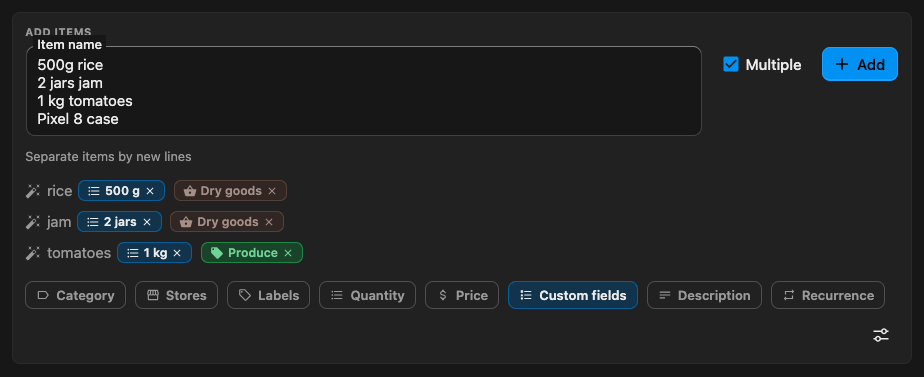 ADD ITEMS
Item name
500g rice
2 jars jam
1 kg tomatoes
Pixel 8 case
Multiple
+ Add
Separate items by new lines
rice 500 g × Dry goods ×
jam 2 jars × Dry goods ×
tomatoes 1 kg × Produce ×
Category Stores Labels Quantity $ Price Custom fields Description Recurrence